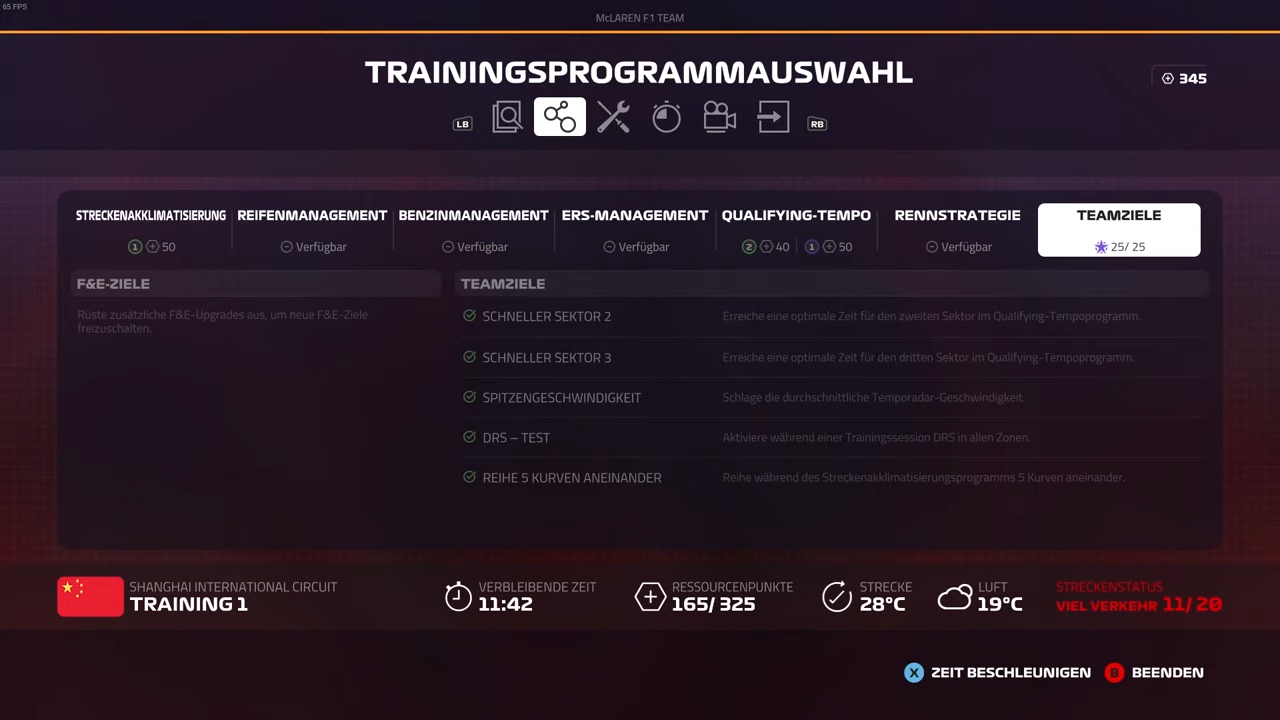 65 FPS
McLAREN F1 TEAM
TRAININGSPROGRAMMAUSWAHL
345
LB
RB
STRECKENAKKLIMATISIERUNG REIFENMANAGEMENT BENZINMANAGEMENT ERS-MANAGEMENT QUALIFYING-TEMPO RENNSTRATEGIE TEAMZIELE
1 50 Verfügbar Verfügbar Verfügbar 2 40 1 50 Verfügbar 25/ 25
F&E-ZIELE
Rüste zusätzliche F&E-Upgrades aus, um neue F&E-Ziele
freizuschalten.
TEAMZIELE
SCHNELLER SEKTOR 2 Erreiche eine optimale Zeit für den zweiten Sektor im Qualifying-Tempoprogramm.
SCHNELLER SEKTOR 3 Erreiche eine optimale Zeit für den dritten Sektor im Qualifying-Tempoprogramm.
SPITZENGESCHWINDIGKEIT Schlage die durchschnittliche Temporadar-Geschwindigkeit.
DRS – TEST Aktiviere während einer Trainingssession DRS in allen Zonen.
REIHE 5 KURVEN ANEINANDER Reihe während des Streckenakklimatisierungsprogramms 5 Kurven aneinander.
SHANGHAI INTERNATIONAL CIRCUIT VERBLEIBENDE ZEIT RESSOURCENPUNKTE STRECKE LUFT STRECKENSTATUS
TRAINING 1 11:42 165/ 325 28°C 19°C VIEL VERKEHR 11/ 20
X ZEIT BESCHLEUNIGEN B BEENDEN